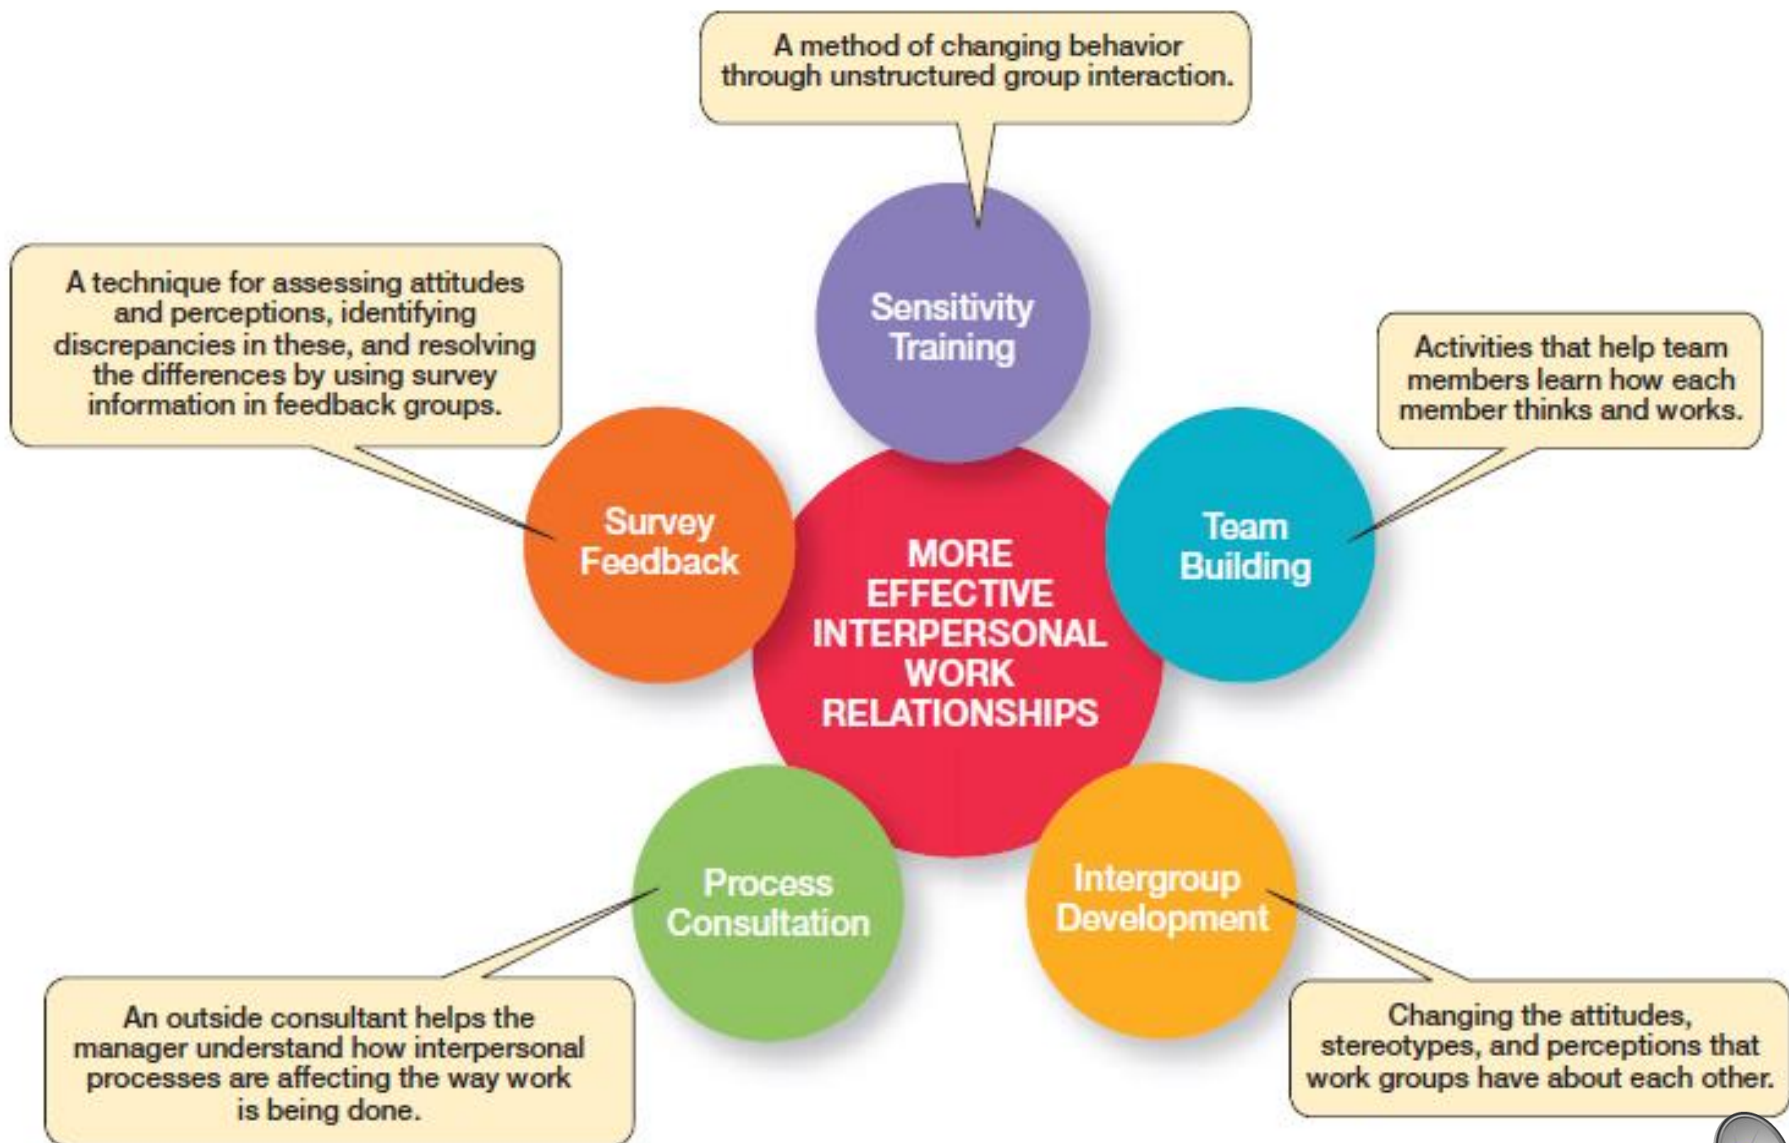 A method of changing behavior
through unstructured group interaction.
Sensitivity
Training
A technique for assessing attitudes
and perceptions, identifying
discrepancies in these, and resolving
the differences by using survey
information in feedback groups.
Survey
Feedback
Activities that help team
members learn how each
member thinks and works.
Team
Building
MORE
EFFECTIVE
INTERPERSONAL
WORK
RELATIONSHIPS
Process
Consultation
An outside consultant helps the
manager understand how interpersonal
processes are affecting the way work
is being done.
Intergroup
Development
Changing the attitudes,
stereotypes, and perceptions that
work groups have about each other.